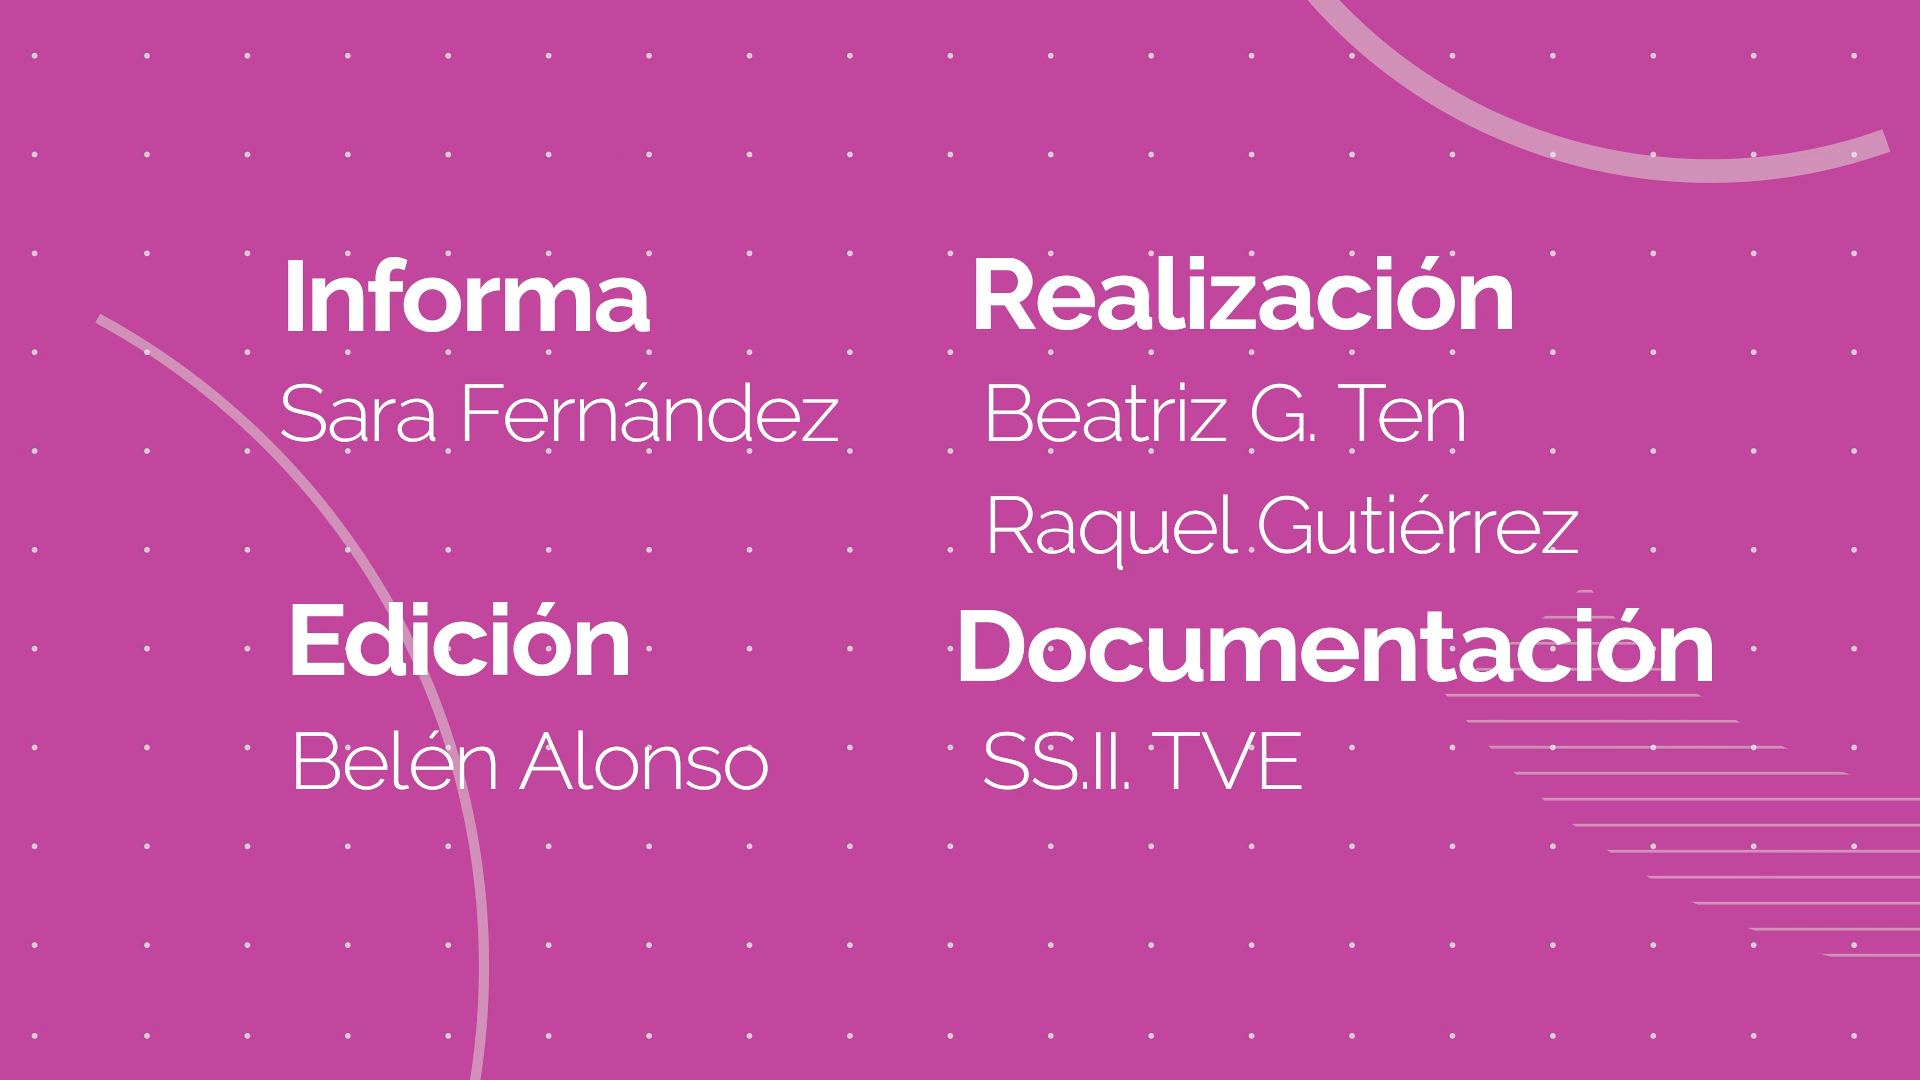 Informa
Sara Fernández
Realización
Beatriz G. Ten
Raquel Gutiérrez
Edición
Belén Alonso
Documentación
SS.II. TVE